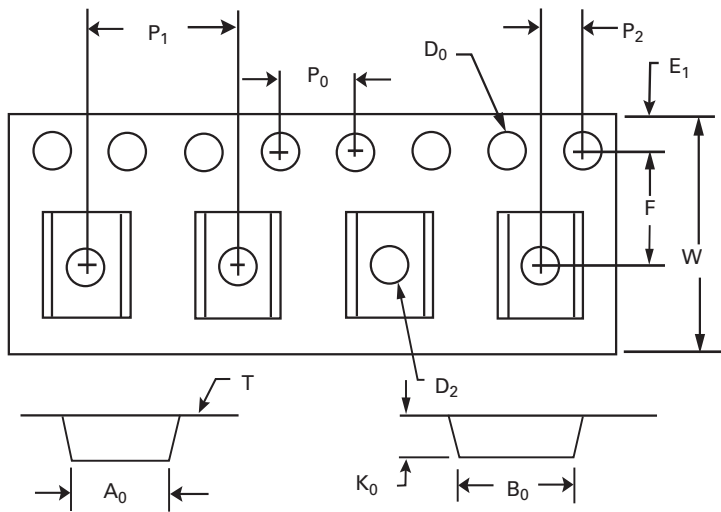 P₁
P₀
D₀
P₂
E₁
F
W
T
D₂
A₀
K₀
B₀